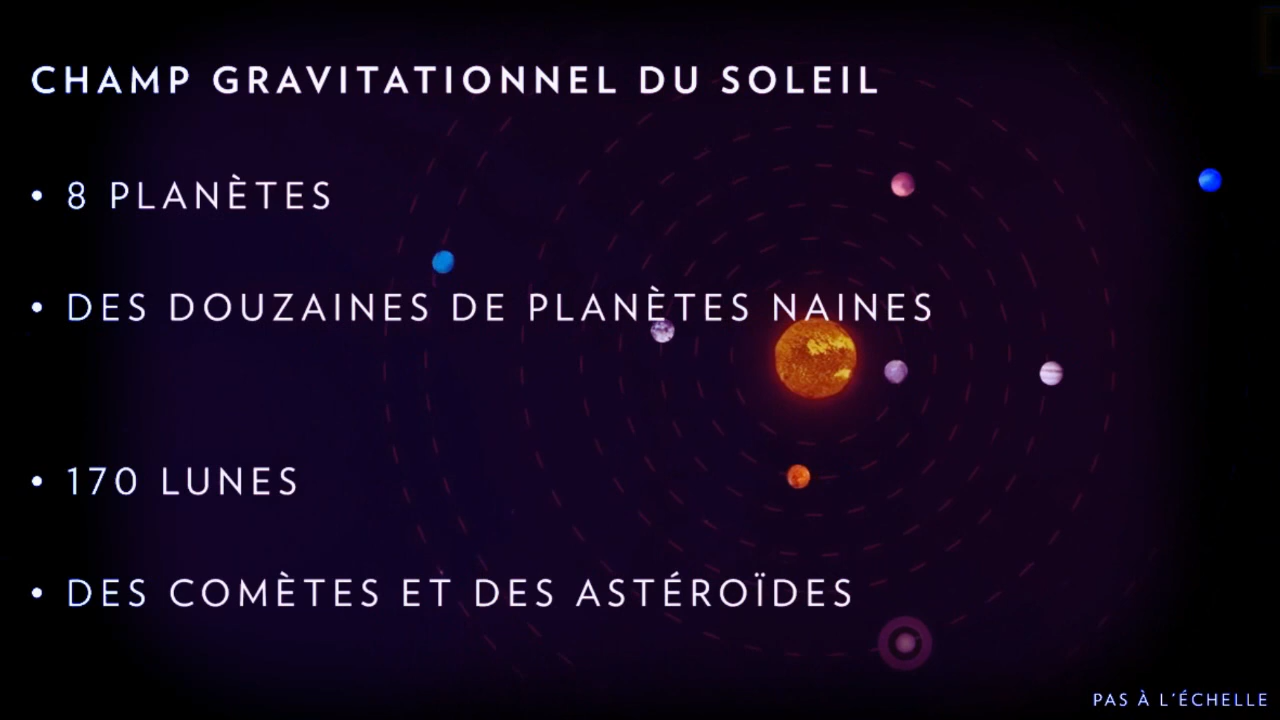 CHAMP GRAVITATIONNEL DU SOLEIL
• 8 PLANÈTES
• DES DOUZAINES DE PLANÈTES NAINES
• 170 LUNES
• DES COMÈTES ET DES ASTÉROÏDES
PAS À L'ÉCHELLE